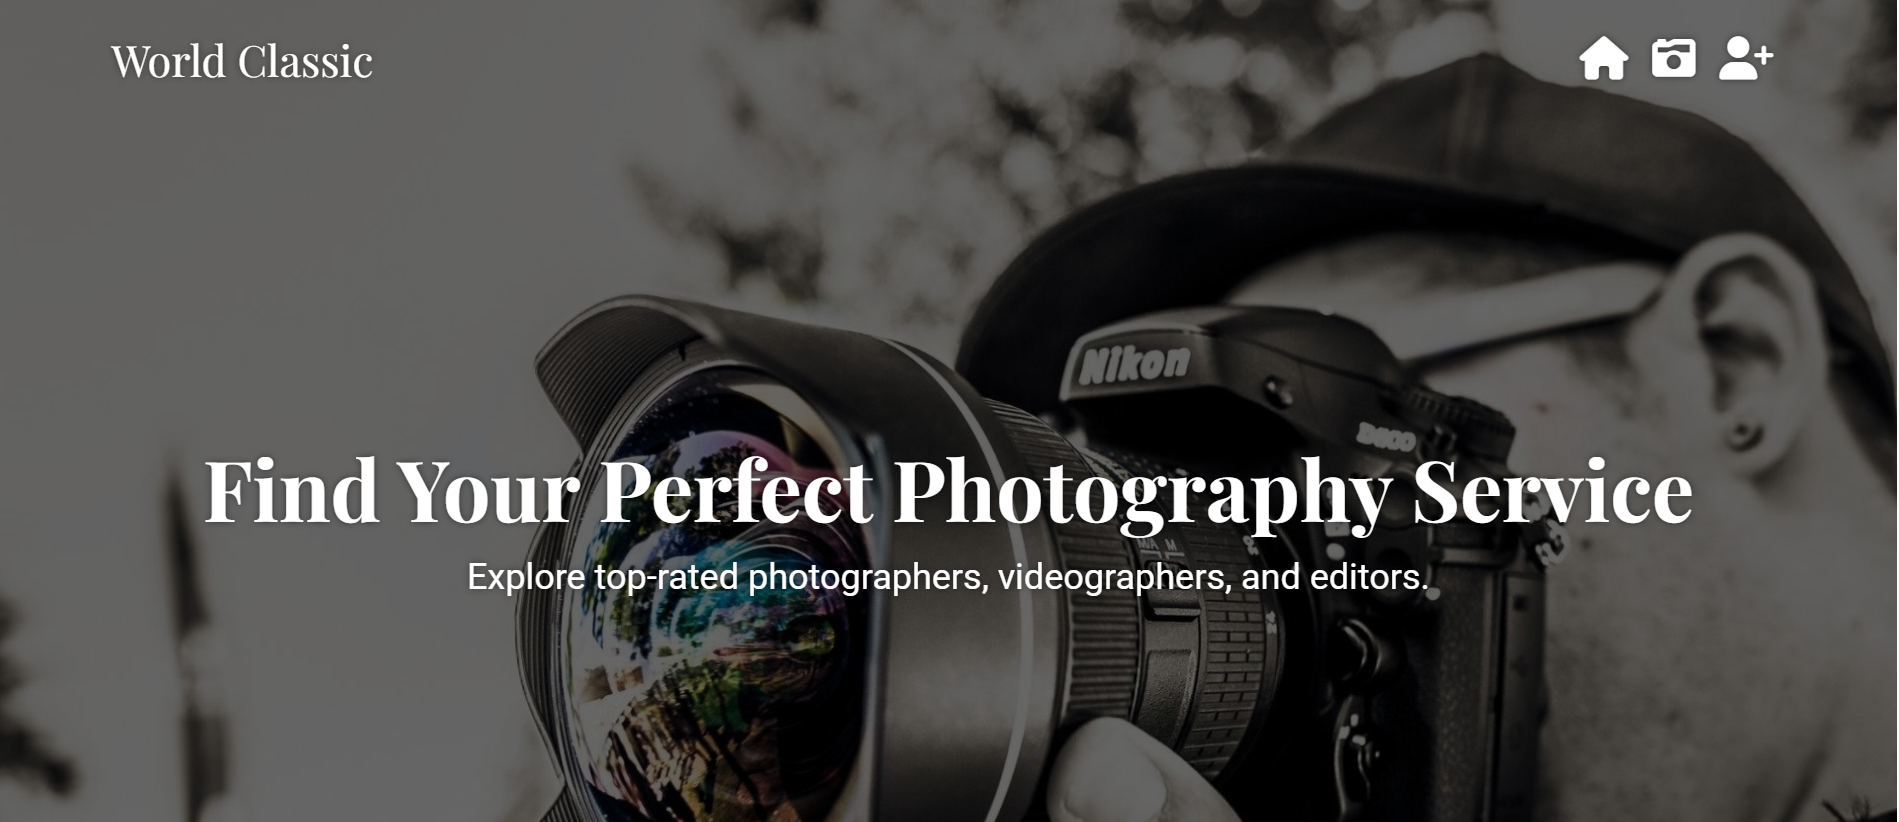 World Classic
Nikon
D800
Find Your Perfect Photography Service
M/A M
Explore top-rated photographers, videographers, and editors.